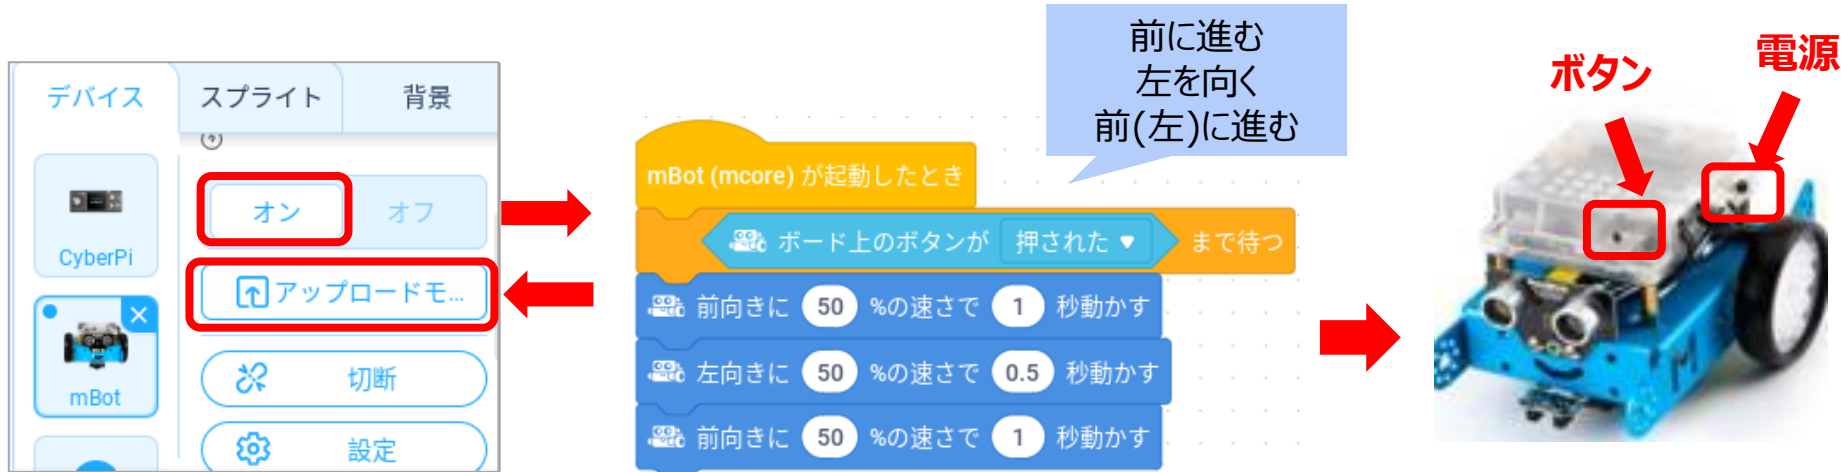 デバイス
スプライト
背景
CyberPi
mBot
オン
オフ
アップロードモ...
切断
設定
前に進む
左を向く
前(左)に進む
mBot (mcore) が起動したとき
ボード上のボタンが 押された ▼ まで待つ
前向きに 50 %の速さで 1 秒動かす
左向きに 50 %の速さで 0.5 秒動かす
前向きに 50 %の速さで 1 秒動かす
ボタン
電源